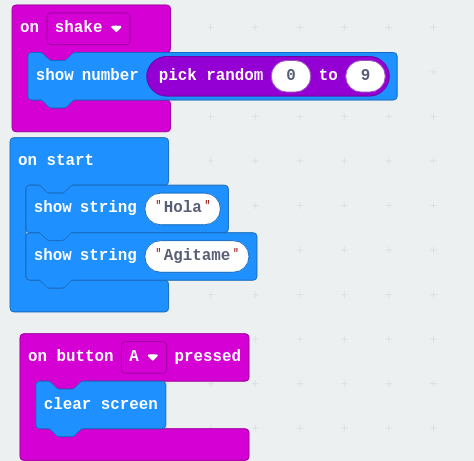 on shake
show number pick random 0 to 9
on start
show string "Hola"
show string "Agitame"
on button A pressed
clear screen